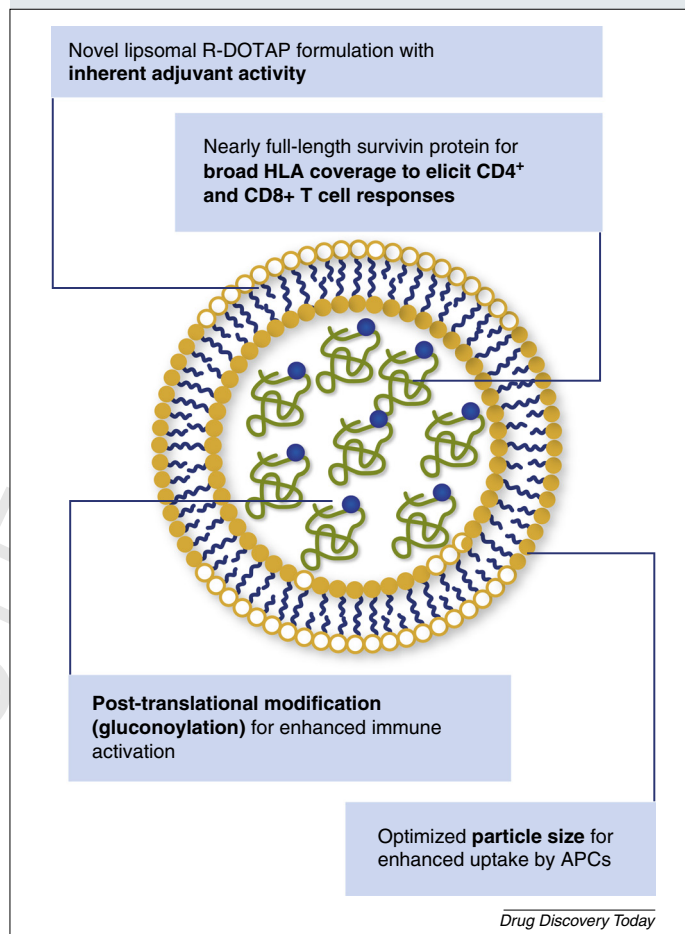 Novel lipsomal R-DOTAP formulation with
inherent adjuvant activity
Nearly full-length survivin protein for
broad HLA coverage to elicit CD4⁺
and CD8+ T cell responses
Post-translational modification
(gluconoylation) for enhanced immune
activation
Optimized particle size for
enhanced uptake by APCs
Drug Discovery Today